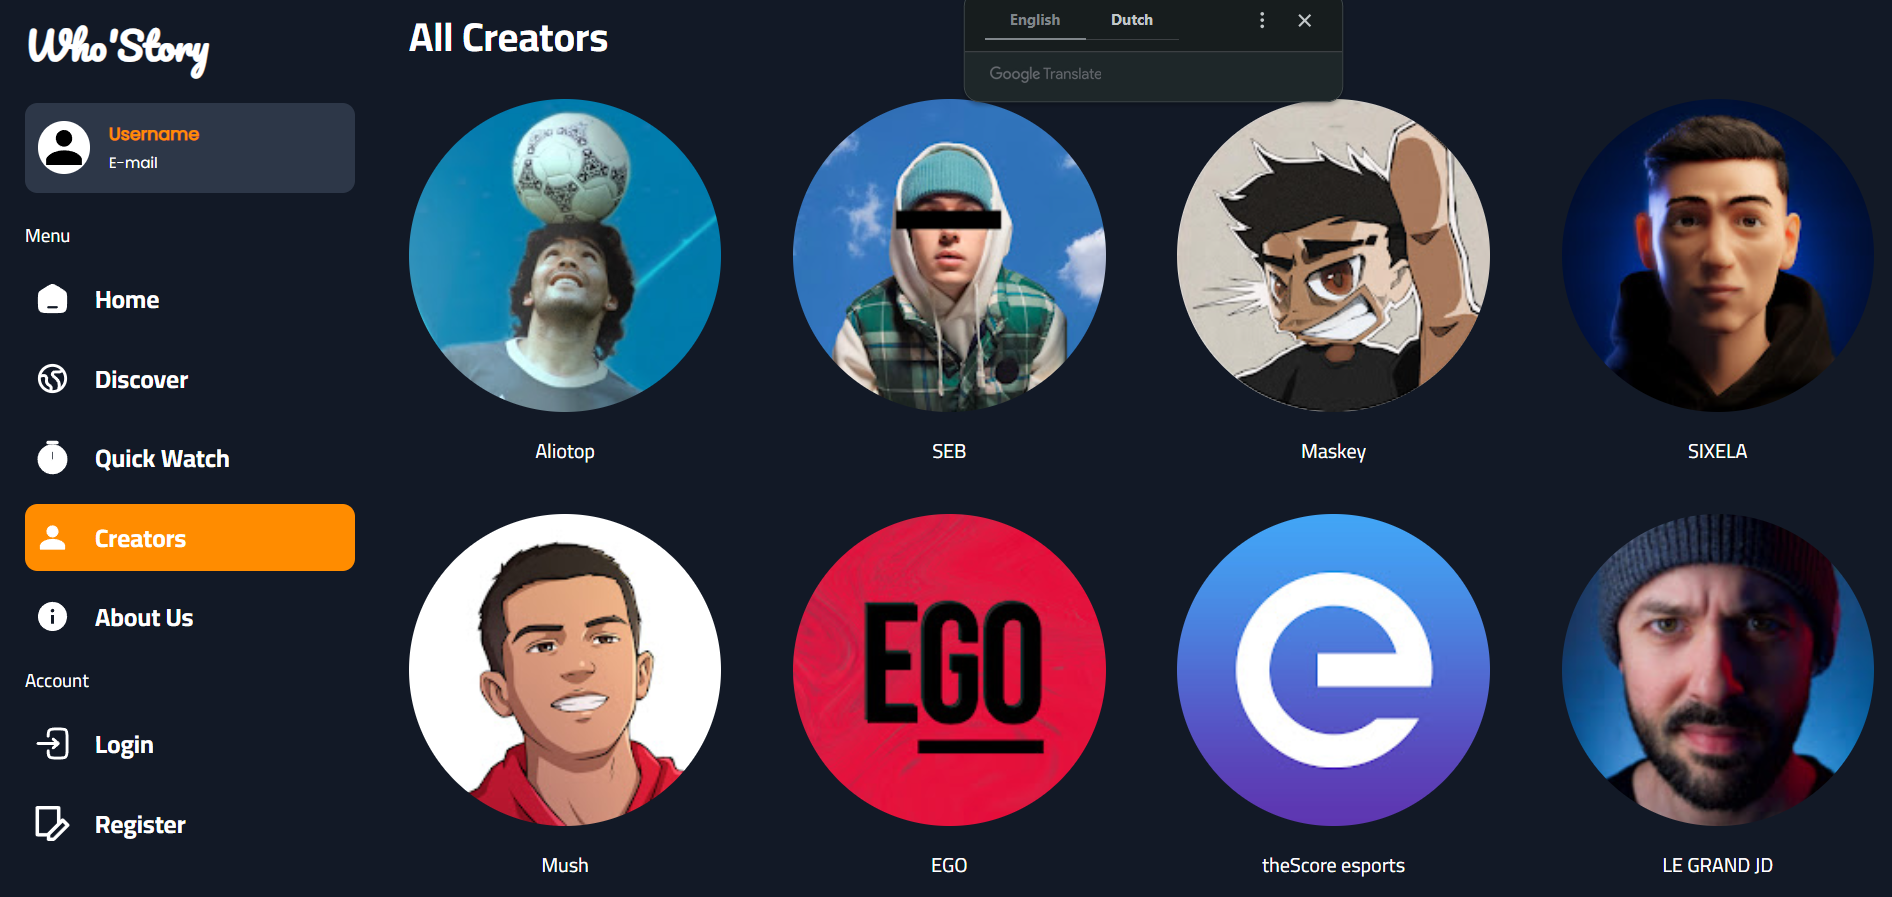 Who'Story
Username
E-mail
Menu
Home
Discover
Quick Watch
Creators
About Us
Account
Login
Register
All Creators
English
Dutch
Google Translate
Aliotop
SEB
Maskey
SIXELA
EGO
Mush
EGO
theScore esports
LE GRAND JD